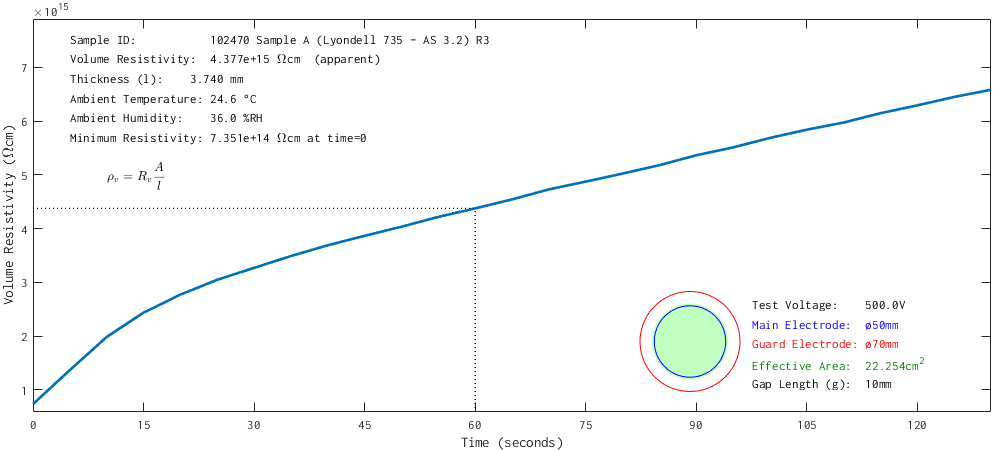 ×10^15
Sample ID: 102470 Sample A (Lyondell 735 - AS 3.2) R3
Volume Resistivity: 4.377e+15 Ωcm (apparent)
Thickness (l): 3.740 mm
Ambient Temperature: 24.6 °C
Ambient Humidity: 36.0 %RH
Minimum Resistivity: 7.351e+14 Ωcm at time=0
ρ_v = R_v A/l
7
6
5
4
3
2
1
Volume Resistivity (Ωcm)
Test Voltage: 500.0V
Main Electrode: ø50mm
Guard Electrode: ø70mm
Effective Area: 22.254cm^2
Gap Length (g): 10mm
0 15 30 45 60 75 90 105 120
Time (seconds)